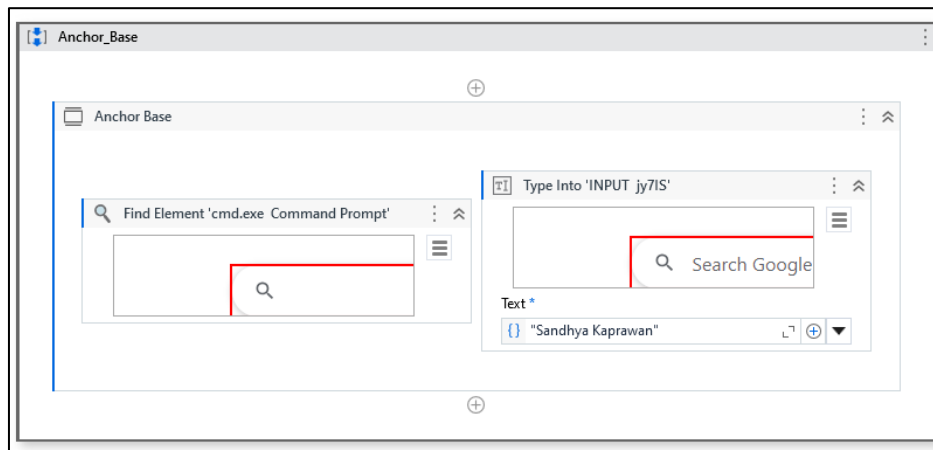 Anchor_Base
Anchor Base
Find Element 'cmd.exe Command Prompt'
Type Into 'INPUT jy7IS'
Search Google
Text *
"Sandhya Kaprawan"